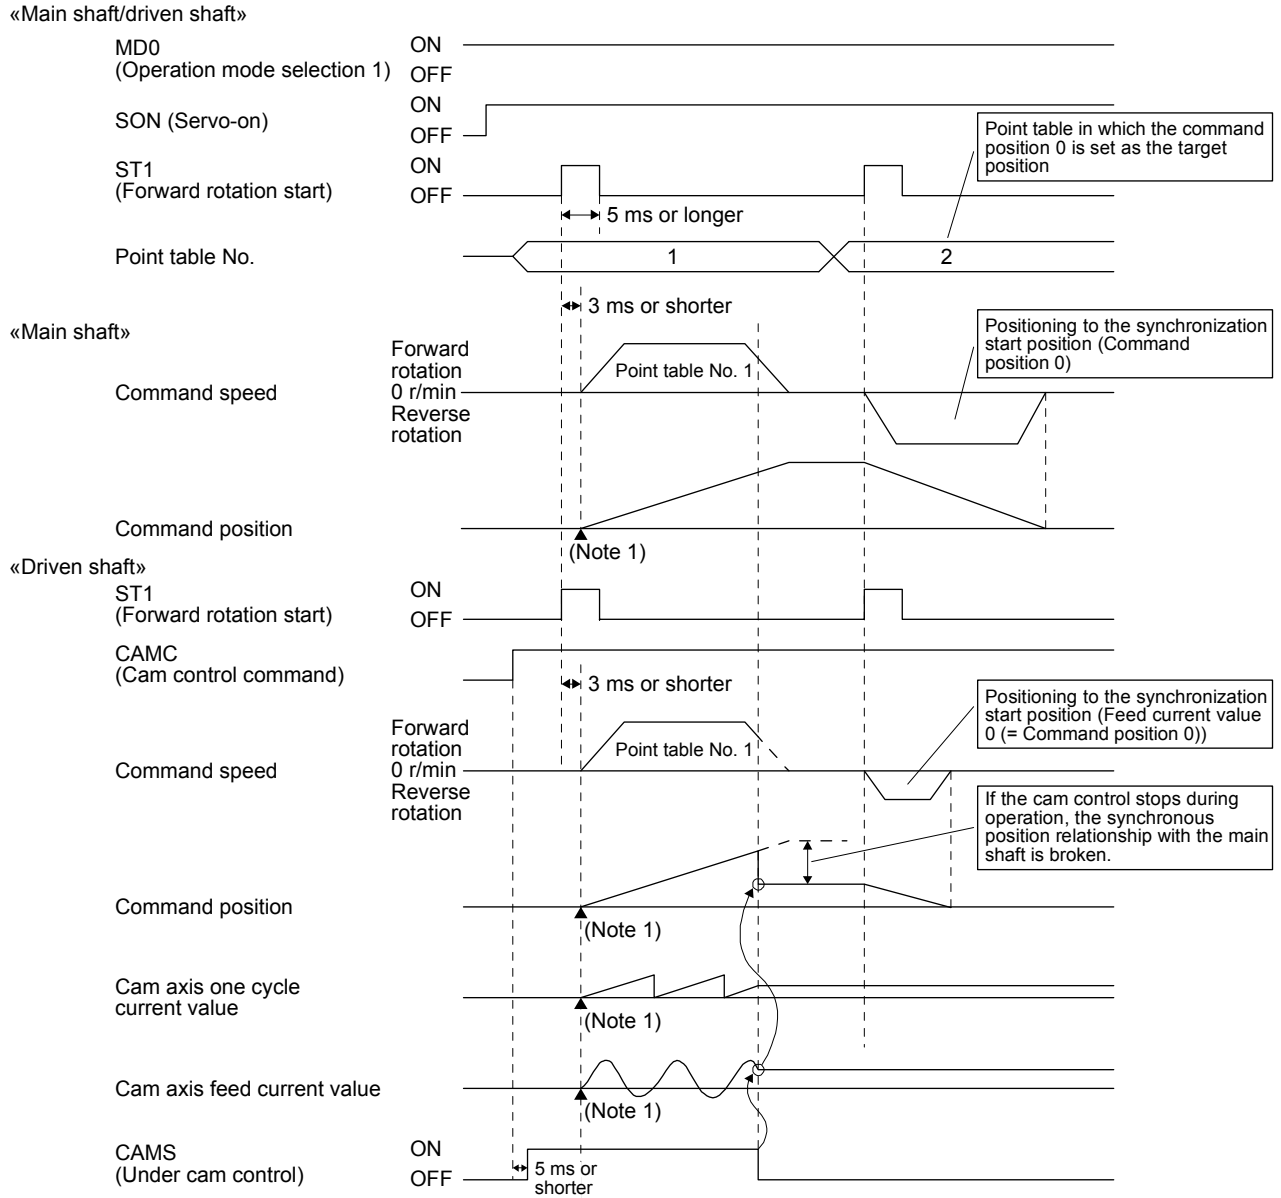 «Main shaft/driven shaft»
MD0
(Operation mode selection 1)
ON
OFF
SON (Servo-on)
ON
OFF
Point table in which the command
position 0 is set as the target
position
ST1
(Forward rotation start)
ON
OFF
5 ms or longer
Point table No.
1
2
3 ms or shorter
«Main shaft»
Positioning to the synchronization
start position (Command
position 0)
Command speed
Forward
rotation
0 r/min
Reverse
rotation
Point table No. 1
Command position
(Note 1)
«Driven shaft»
ST1
(Forward rotation start)
ON
OFF
CAMC
(Cam control command)
3 ms or shorter
Positioning to the synchronization
start position (Feed current value
0 (= Command position 0))
Command speed
Forward
rotation
0 r/min
Reverse
rotation
Point table No. 1
If the cam control stops during
operation, the synchronous
position relationship with the main
shaft is broken.
Command position
(Note 1)
Cam axis one cycle
current value
(Note 1)
Cam axis feed current value
(Note 1)
CAMS
(Under cam control)
ON
OFF
5 ms or
shorter